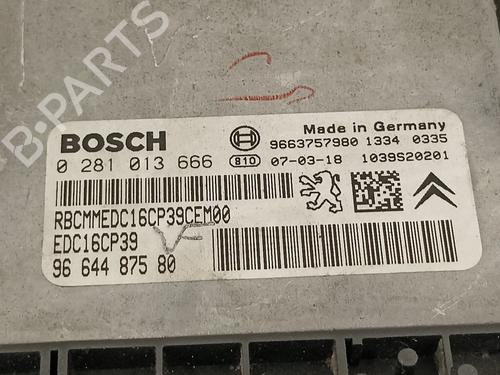 B-PARTS
BOSCH
Made in Germany
9663757980 1334 0335
0 281 013 666
810
07-03-18
1039S20201
RBCMMEDC16CP39CEM00
EDC16CP39
VF
96 644 875 80